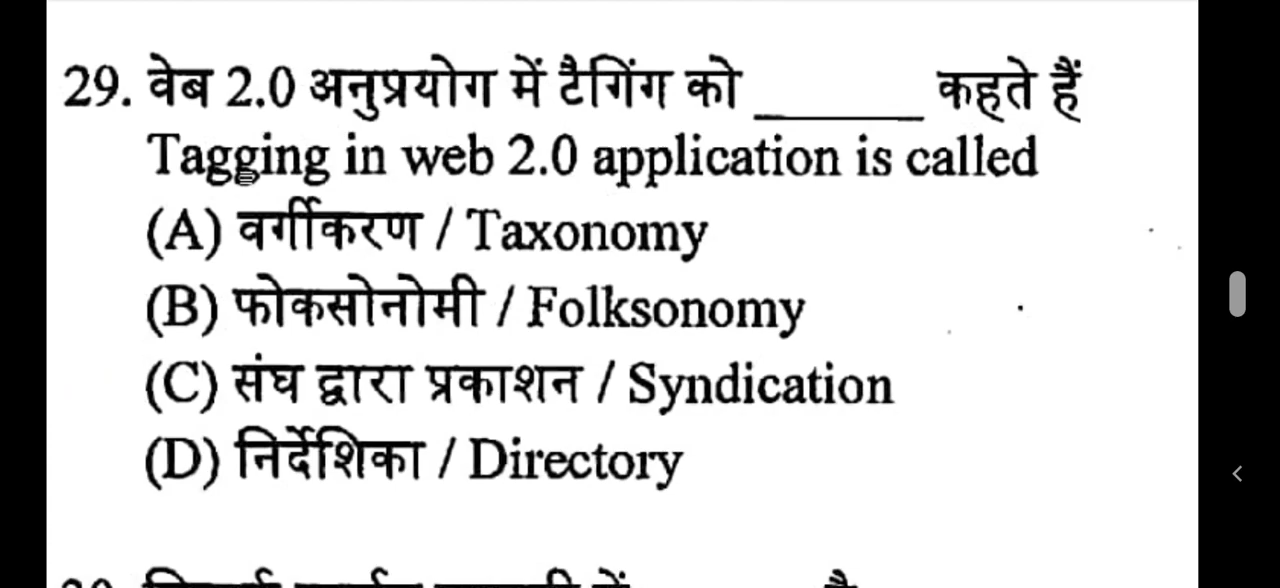 29. वेब 2.0 अनुप्रयोग में टैगिंग को ______ कहते हैं
Tagging in web 2.0 application is called
(A) वर्गीकरण / Taxonomy
(B) फोकसोनोमी / Folksonomy
(C) संघ द्वारा प्रकाशन / Syndication
(D) निर्देशिका / Directory